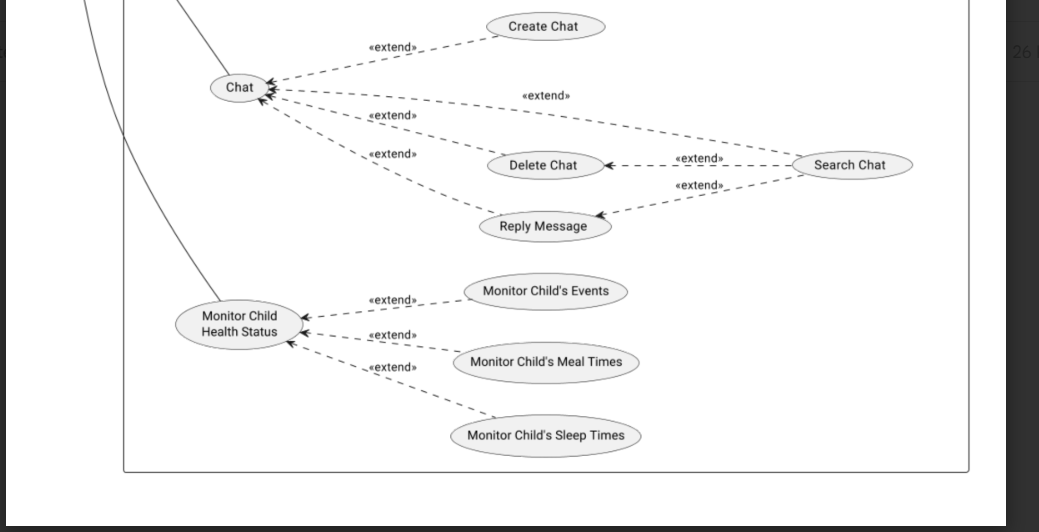 Create Chat
«extend»
Chat
«extend»
«extend»
«extend»
Delete Chat
«extend»
Search Chat
«extend»
Reply Message
Monitor Child's Events
«extend»
Monitor Child
Health Status
«extend»
Monitor Child's Meal Times
«extend»
Monitor Child's Sleep Times
26